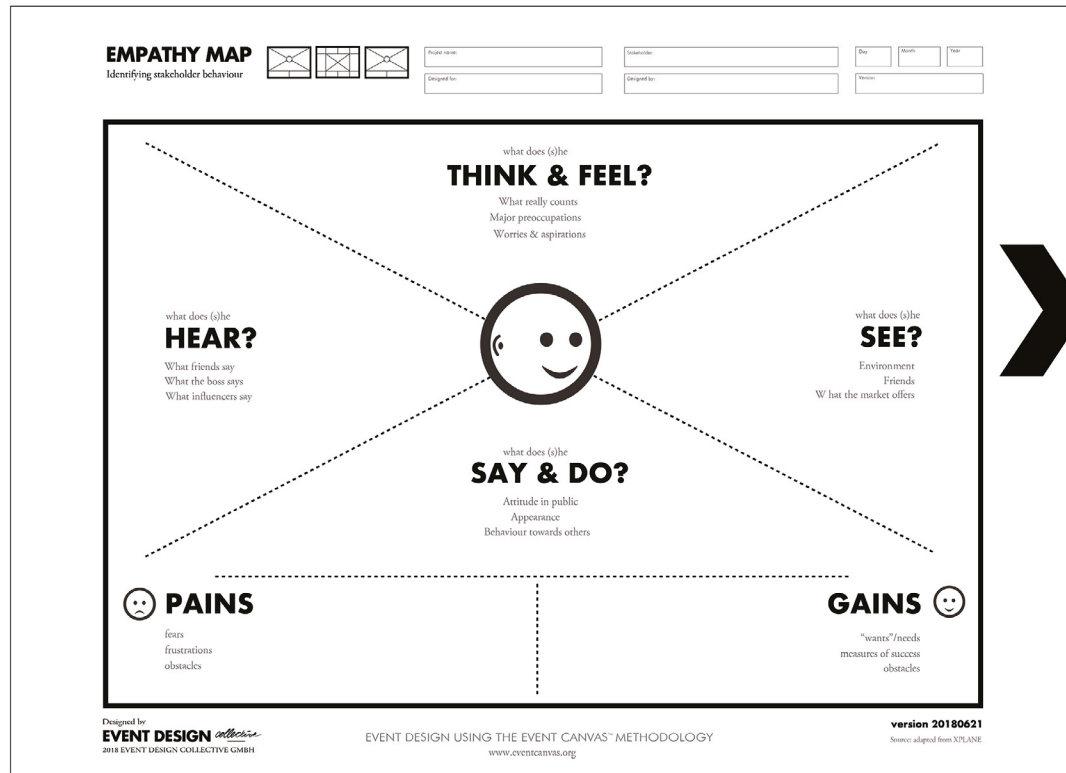 EMPATHY MAP
Identifying stakeholder behaviour
Project name:
Stakeholder:
Day
Month
Year
Designed for:
Designed by:
Version:
what does (s)he
THINK & FEEL?
What really counts
Major preoccupations
Worries & aspirations
what does (s)he
HEAR?
What friends say
What the boss says
What influencers say
what does (s)he
SEE?
Environment
Friends
W hat the market offers
what does (s)he
SAY & DO?
Attitude in public
Appearance
Behaviour towards others
PAINS
fears
frustrations
obstacles
GAINS
"wants"/needs
measures of success
obstacles
Designed by
EVENT DESIGN collective
2018 EVENT DESIGN COLLECTIVE GMBH
EVENT DESIGN USING THE EVENT CANVAS™ METHODOLOGY
www.eventcanvas.org
version 20180621
Source: adapted from XPLANE